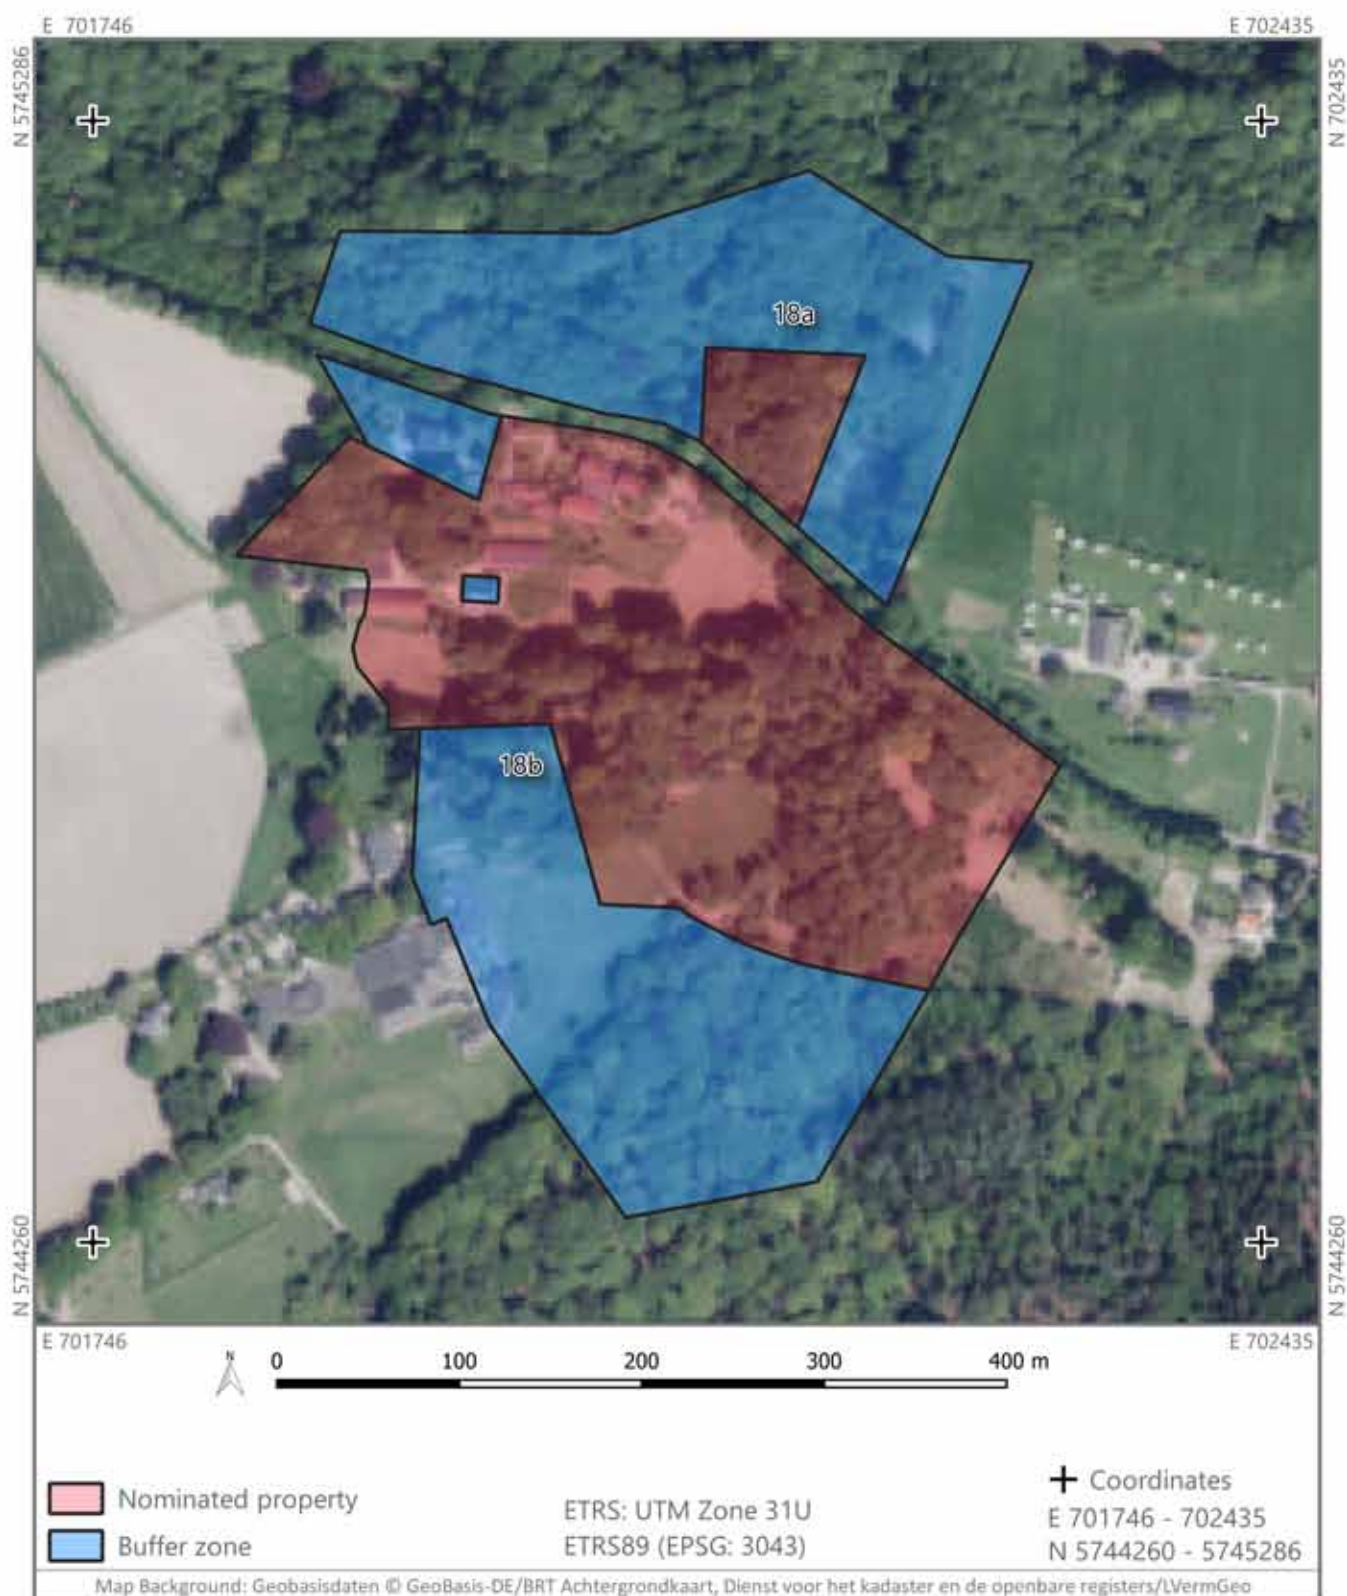 E 701746 E 702435
N 5745286
N 702435
18a
18b
N 5744260
N 5744260
E 701746 E 702435
N 0 100 200 300 400 m
Nominated property
Buffer zone
ETRS: UTM Zone 31U
ETRS89 (EPSG: 3043)
Coordinates
E 701746 - 702435
N 5744260 - 5745286
Map Background: Geobasisdaten © GeoBasis-DE/BRT Achtergrondkaart, Dienst voor het kadaster en de openbare registers/LVermGeo